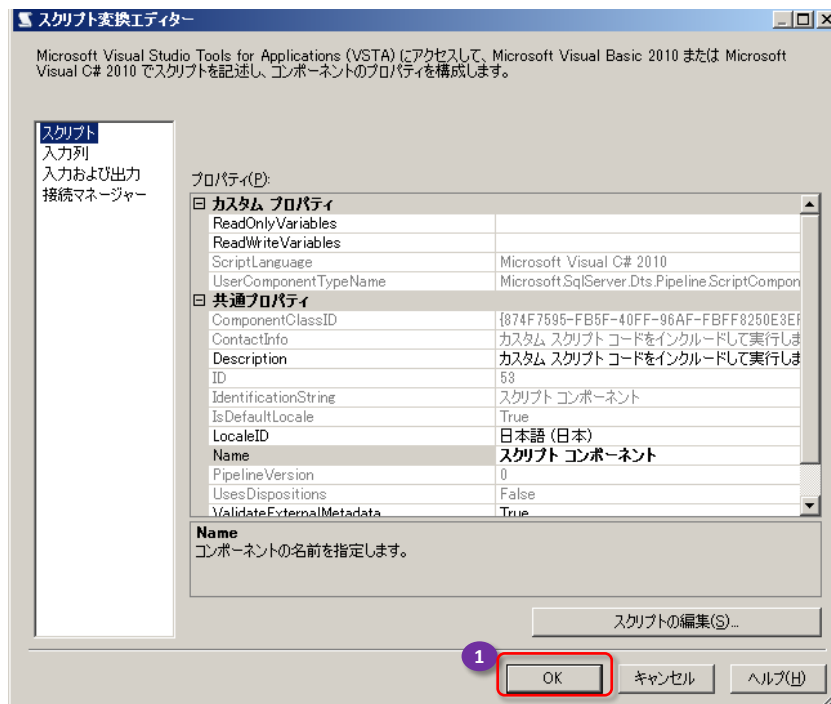 スクリプト変換エディター
Microsoft Visual Studio Tools for Applications (VSTA) にアクセスして、Microsoft Visual Basic 2010 または Microsoft
Visual C# 2010 でスクリプトを記述し、コンポーネントのプロパティを構成します。
スクリプト
入力列
入力および出力
接続マネージャー
プロパティ(P):
カスタム プロパティ
ReadOnlyVariables
ReadWriteVariables
ScriptLanguage Microsoft Visual C# 2010
UserComponentTypeName Microsoft.SqlServer.Dts.Pipeline.ScriptCompon
共通プロパティ
ComponentClassID {874F7595-FB5F-40FF-96AF-FBFF8250E3EF
ContactInfo カスタム スクリプト コードをインクルードして実行しま
Description カスタム スクリプト コードをインクルードして実行しま
ID 53
IdentificationString スクリプト コンポーネント
IsDefaultLocale True
LocaleID 日本語 (日本)
Name スクリプト コンポーネント
PipelineVersion 0
UsesDispositions False
ValidateExternalMetadata True
Name
コンポーネントの名前を指定します。
スクリプトの編集(S)...
1
OK キャンセル ヘルプ(H)